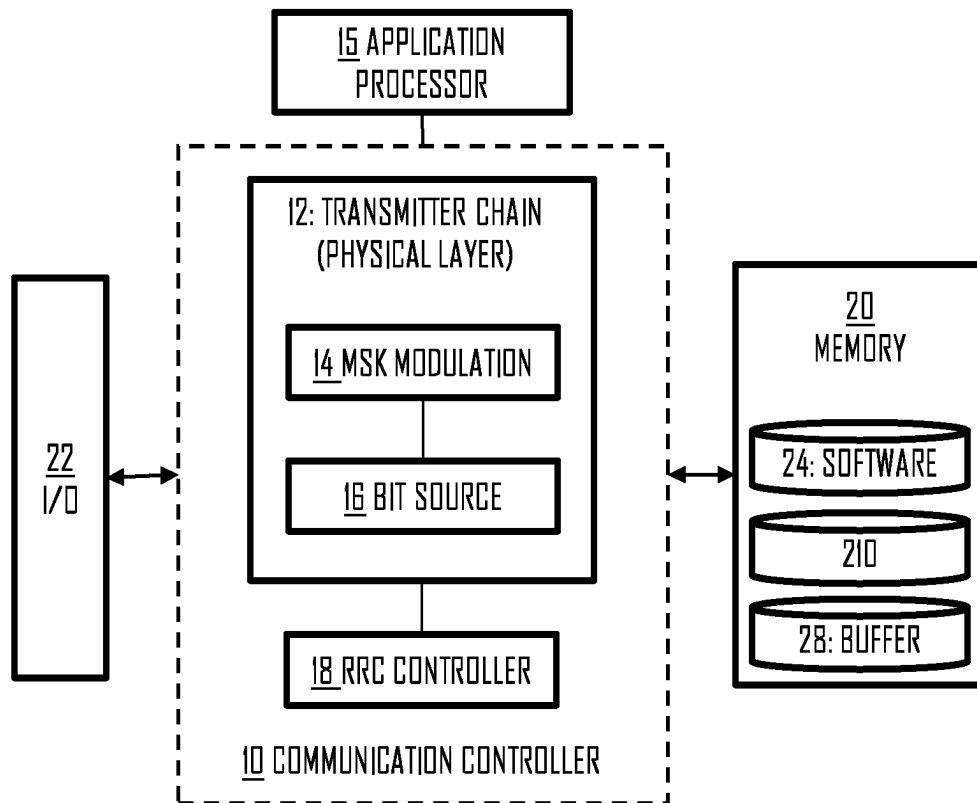 15 APPLICATION
PROCESSOR
12: TRANSMITTER CHAIN
(PHYSICAL LAYER)
14 MSK MODULATION
16 BIT SOURCE
18 RRC CONTROLLER
10 COMMUNICATION CONTROLLER
22
I/O
20
MEMORY
24: SOFTWARE
210
28: BUFFER